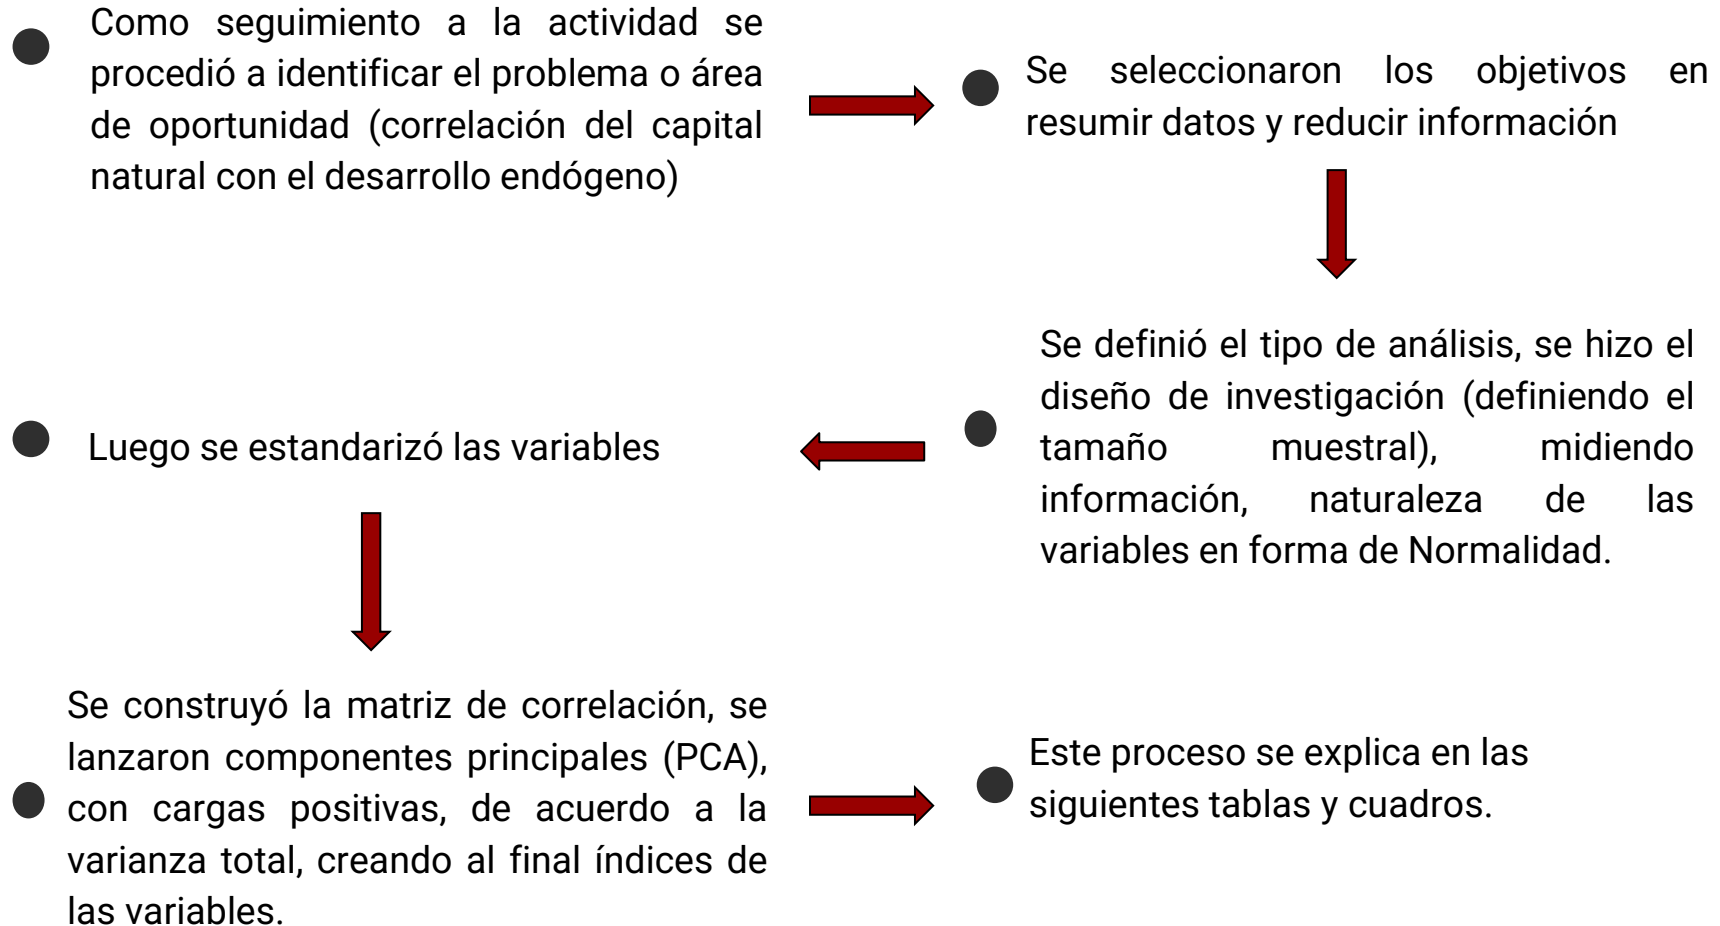 Como seguimiento a la actividad se
procedió a identificar el problema o área
de oportunidad (correlación del capital
natural con el desarrollo endógeno)
Se seleccionaron los objetivos en
resumir datos y reducir información
Se definió el tipo de análisis, se hizo el
diseño de investigación (definiendo el
tamaño muestral), midiendo
información, naturaleza de las
variables en forma de Normalidad.
Luego se estandarizó las variables
Se construyó la matriz de correlación, se
lanzaron componentes principales (PCA),
con cargas positivas, de acuerdo a la
varianza total, creando al final índices de
las variables.
Este proceso se explica en las
siguientes tablas y cuadros.